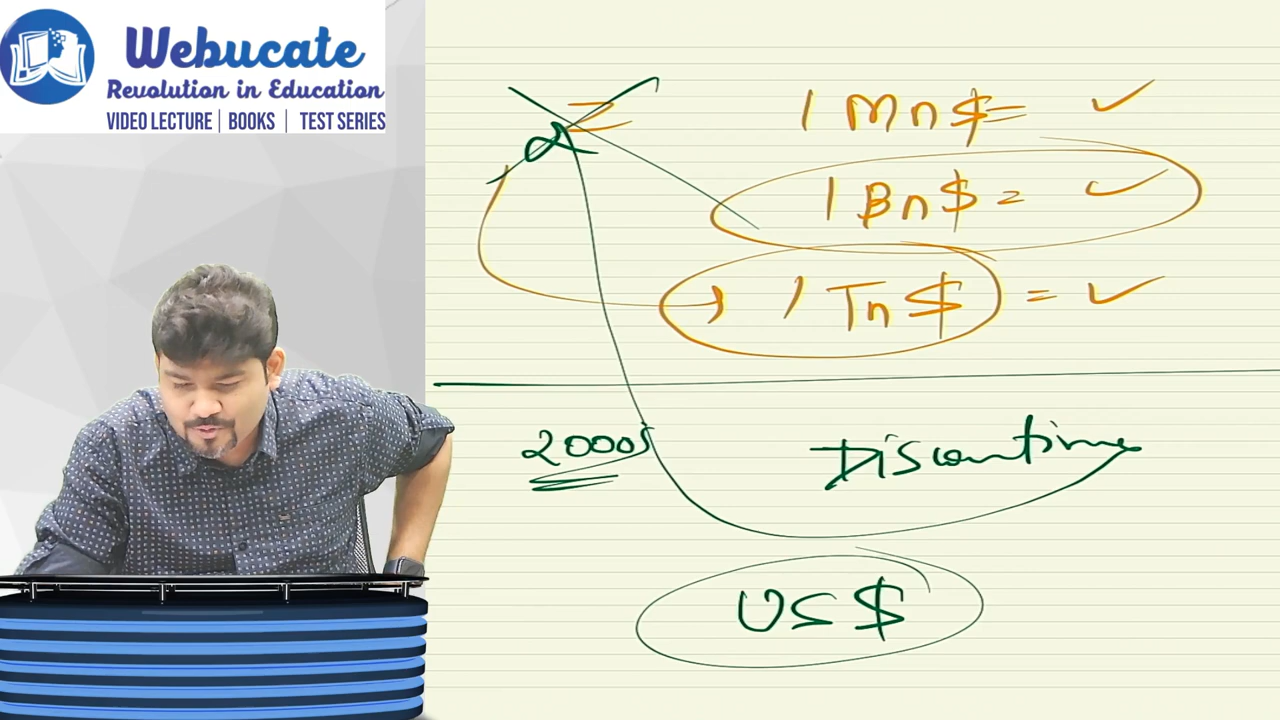 Webucate
Revolution in Education
VIDEO LECTURE | BOOKS | TEST SERIES
Z
1 Mn $ = ✓
1 Bn $ = ✓
1 Tn $ = ✓
2000s
Discontinue
US $